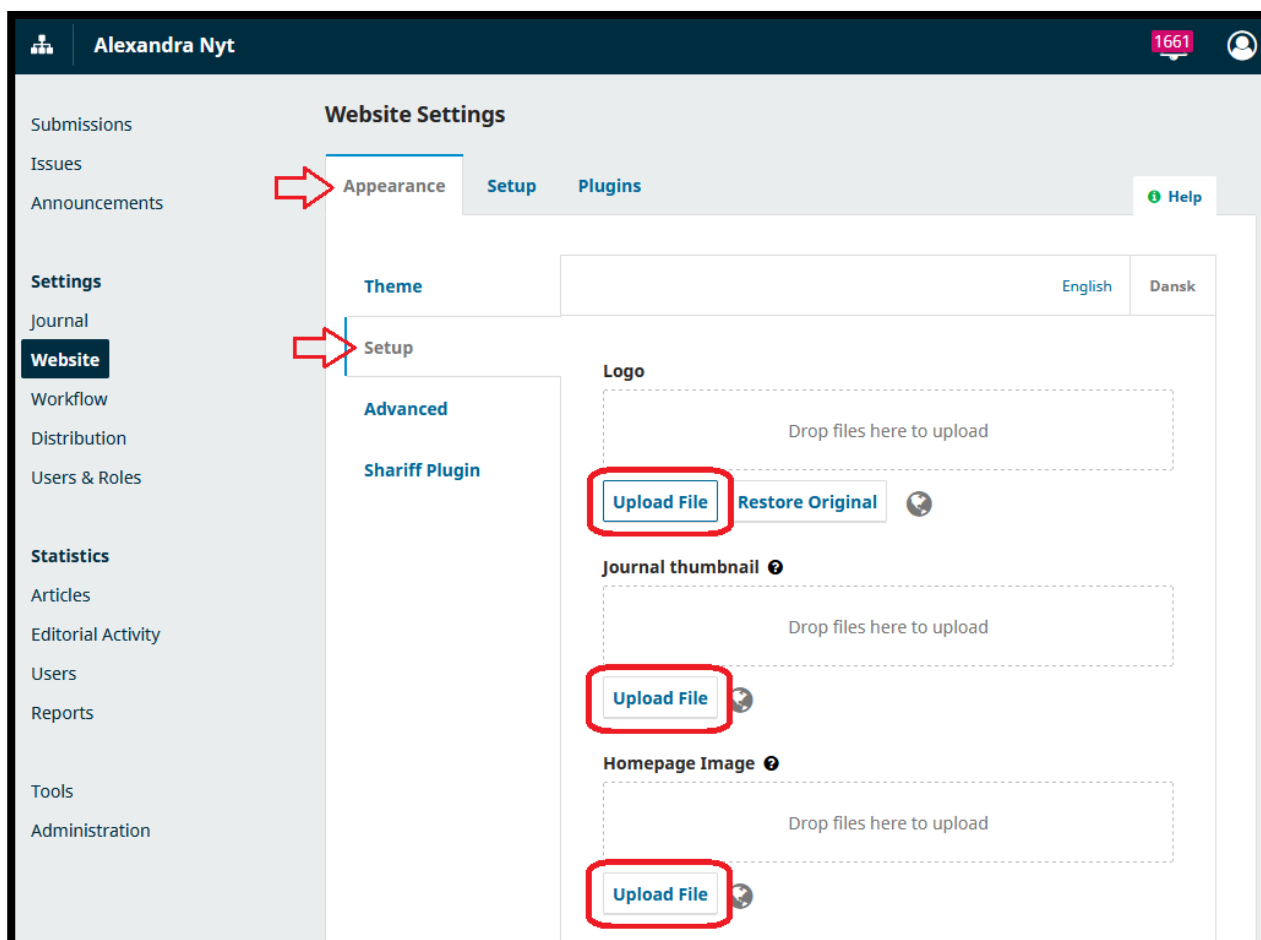 Alexandra Nyt
1661
Submissions
Issues
Announcements
Settings
Journal
Website
Workflow
Distribution
Users & Roles
Statistics
Articles
Editorial Activity
Users
Reports
Tools
Administration
Website Settings
Appearance Setup Plugins
Help
Theme
Setup
Advanced
Shariff Plugin
English Dansk
Logo
Drop files here to upload
Upload File Restore Original
Journal thumbnail
Drop files here to upload
Upload File
Homepage Image
Drop files here to upload
Upload File